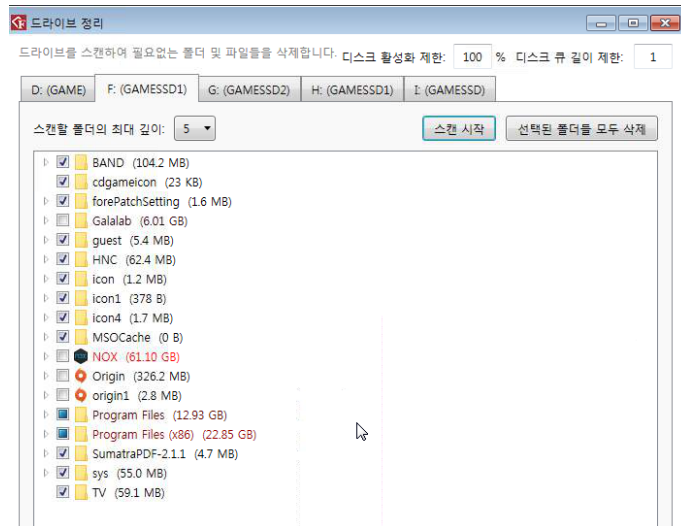 드라이브 정리
드라이브를 스캔하여 필요없는 폴더 및 파일들을 삭제합니다. 디스크 활성화 제한: 100 % 디스크 큐 길이 제한: 1
D: (GAME) F: (GAMESSD1) G: (GAMESSD2) H: (GAMESSD1) I: (GAMESSD)
스캔할 폴더의 최대 깊이: 5 스캔 시작 선택된 폴더들을 모두 삭제
BAND (104.2 MB)
cdgameicon (23 KB)
forePatchSetting (1.6 MB)
Galalab (6.01 GB)
guest (5.4 MB)
HNC (62.4 MB)
icon (1.2 MB)
icon1 (378 B)
icon4 (1.7 MB)
MSOCache (0 B)
NOX (61.10 GB)
Origin (326.2 MB)
origin1 (2.8 MB)
Program Files (12.93 GB)
Program Files (x86) (22.85 GB)
SumatraPDF-2.1.1 (4.7 MB)
sys (55.0 MB)
TV (59.1 MB)